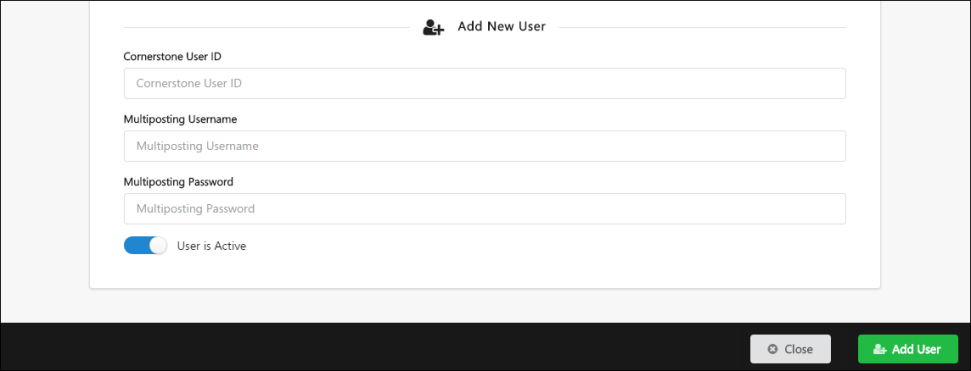 Add New User
Cornerstone User ID
Cornerstone User ID
Multiposting Username
Multiposting Username
Multiposting Password
Multiposting Password
User is Active
Close
Add User